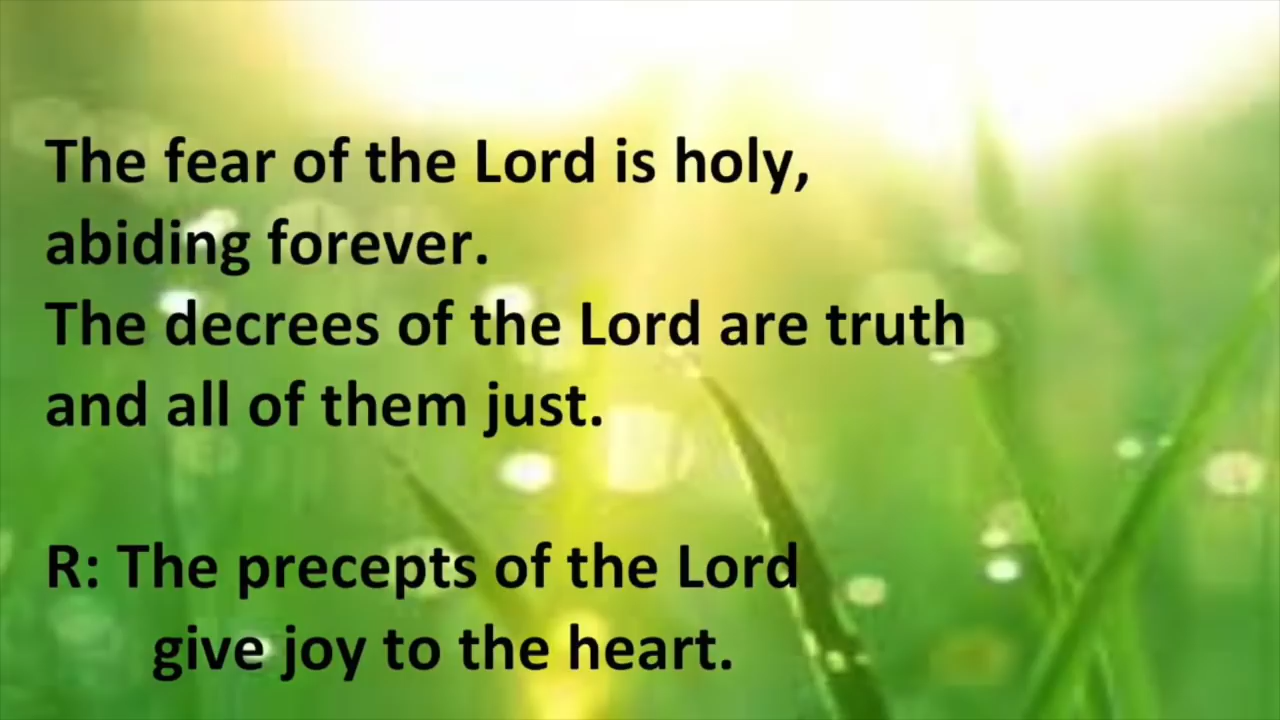 The fear of the Lord is holy,
abiding forever.
The decrees of the Lord are truth
and all of them just.
R: The precepts of the Lord
give joy to the heart.